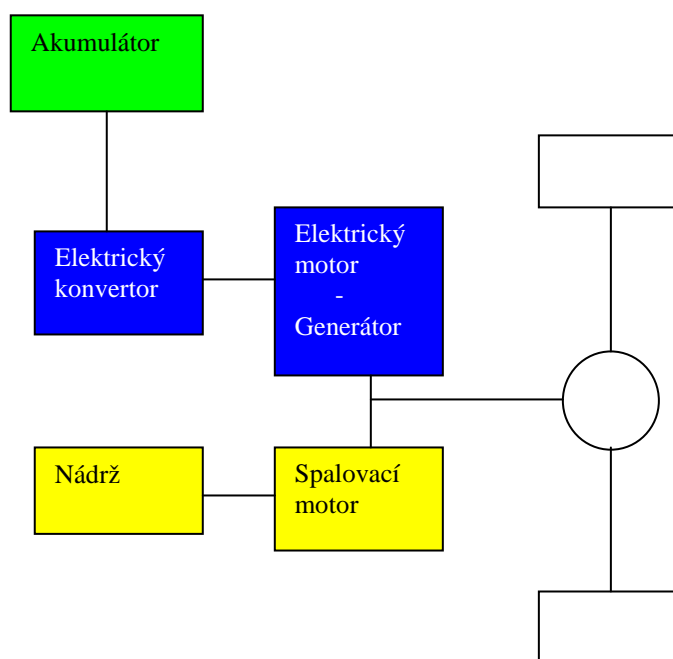 Akumulátor
Elektrický
konvertor
Elektrický
motor
-
Generátor
Nádrž
Spalovací
motor